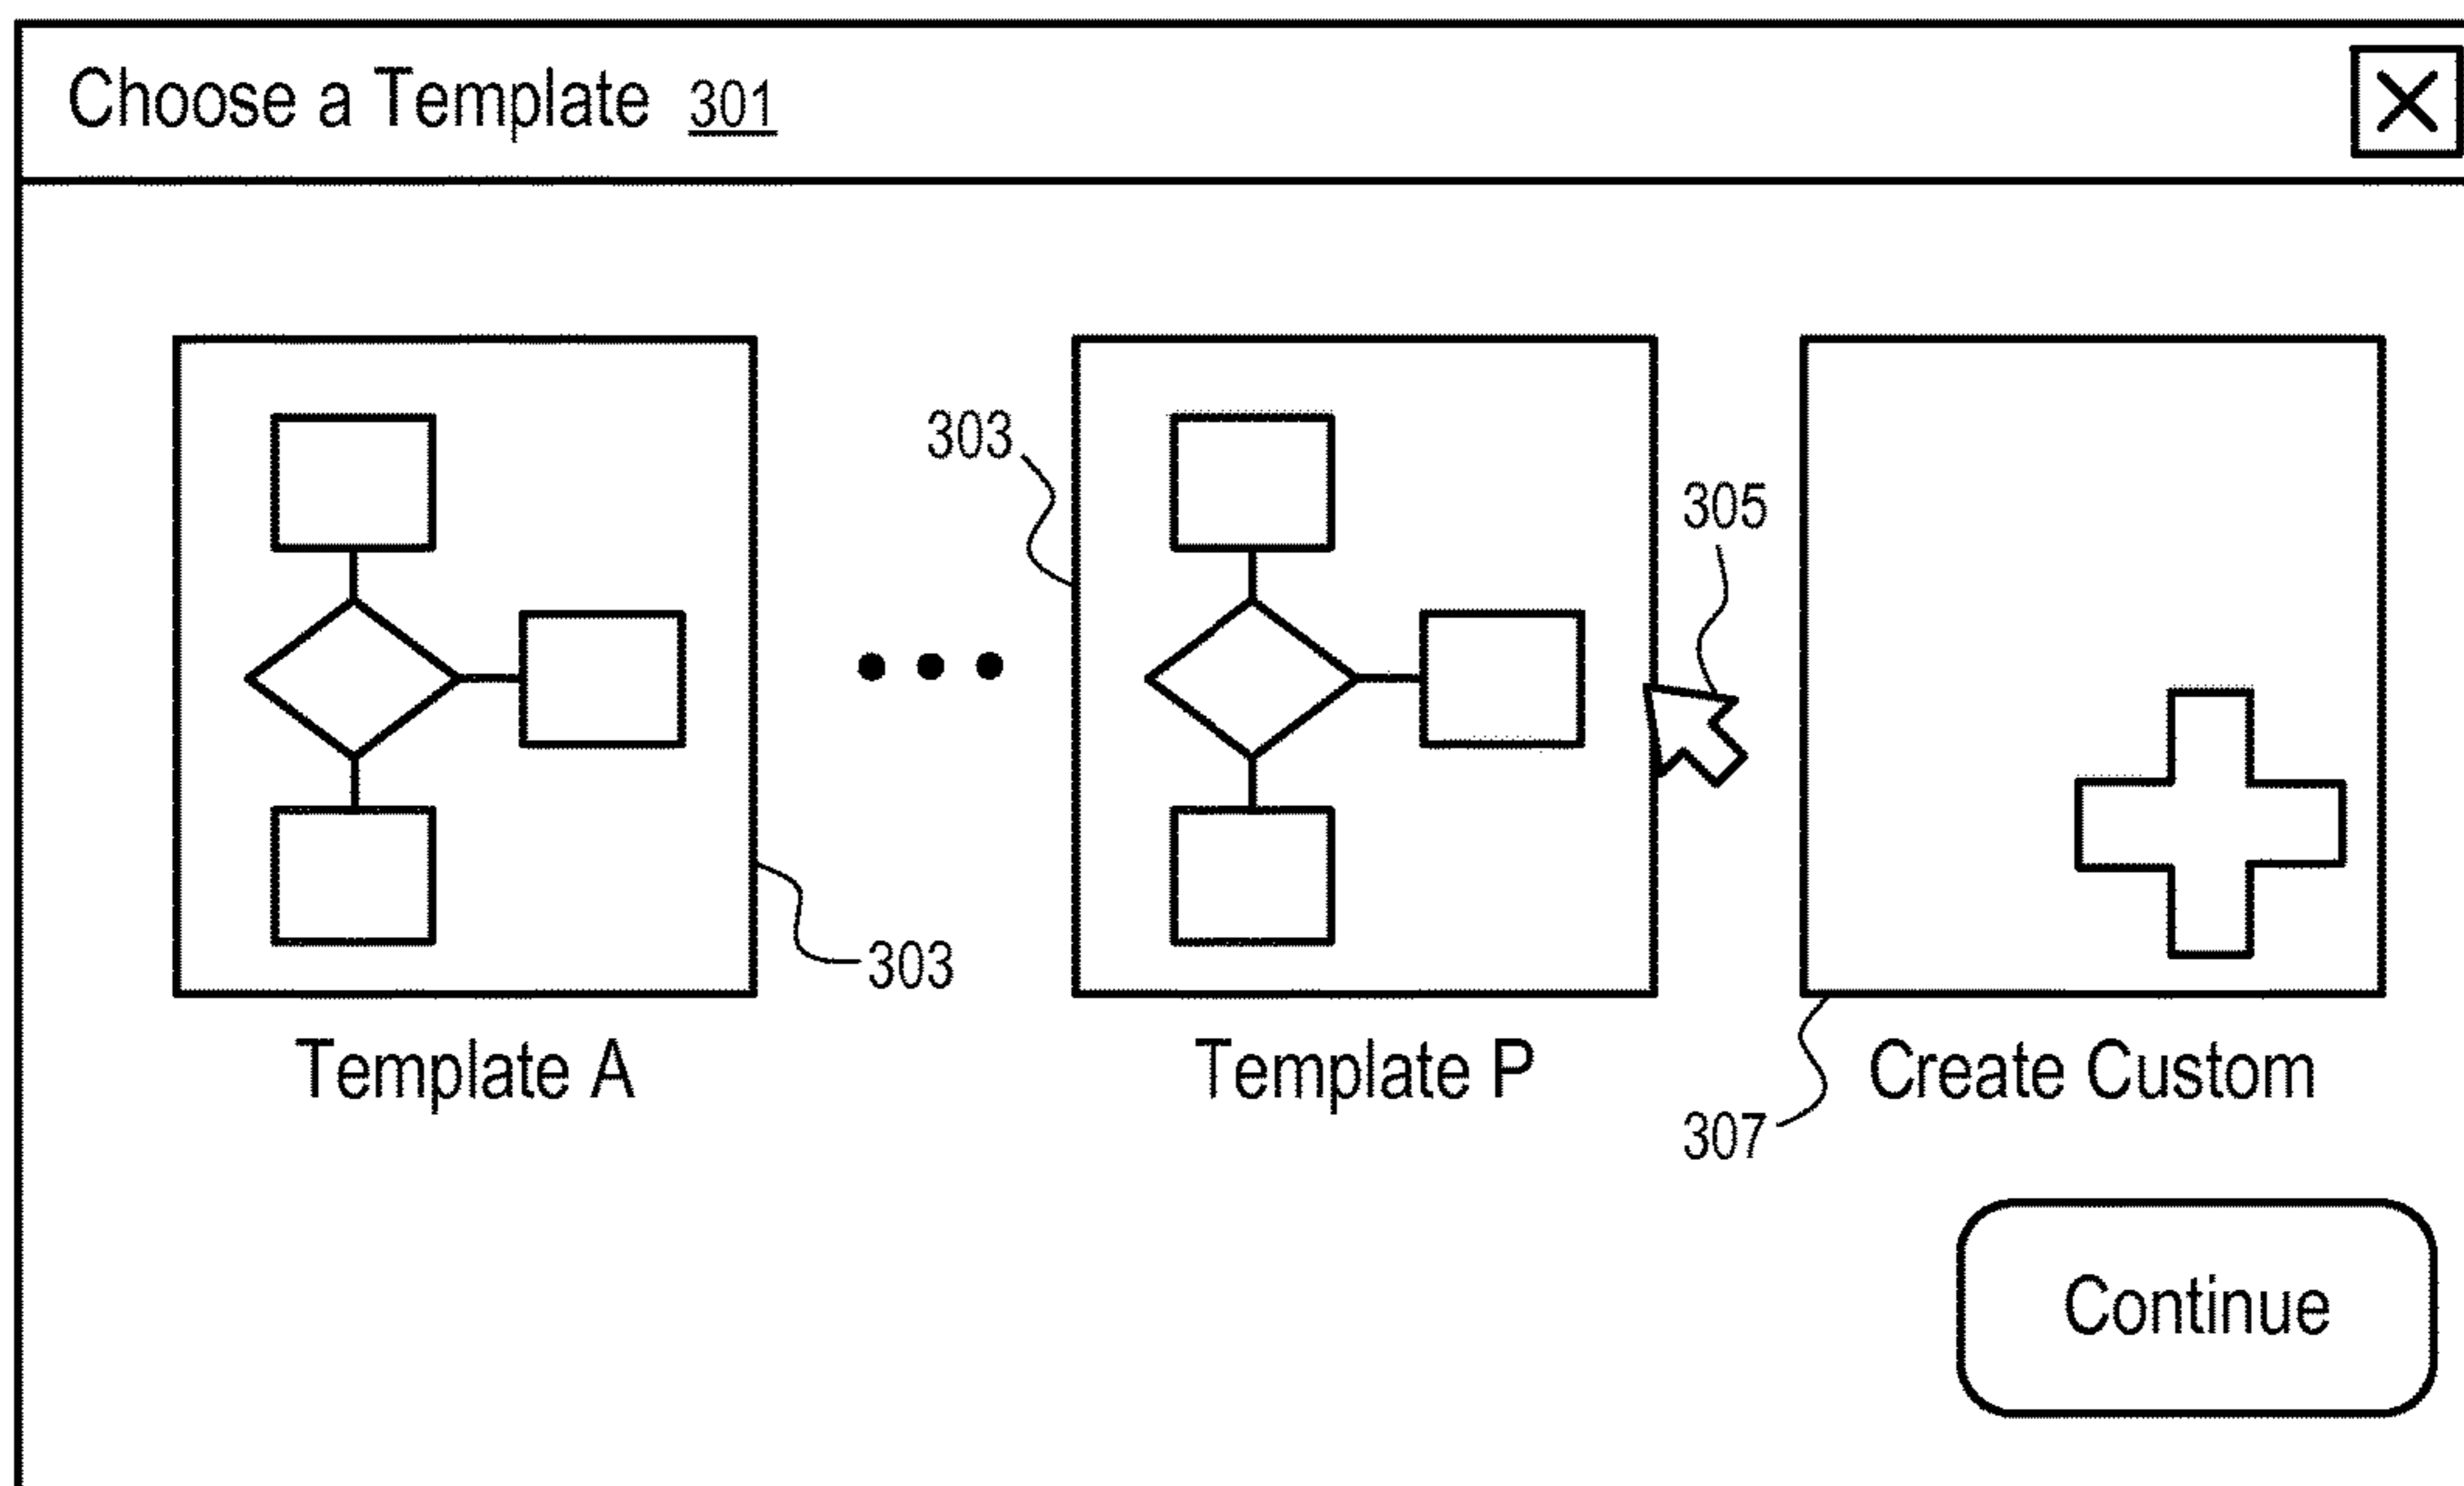 Choose a Template 301
303
305
303
Template A
Template P
Create Custom
307
Continue